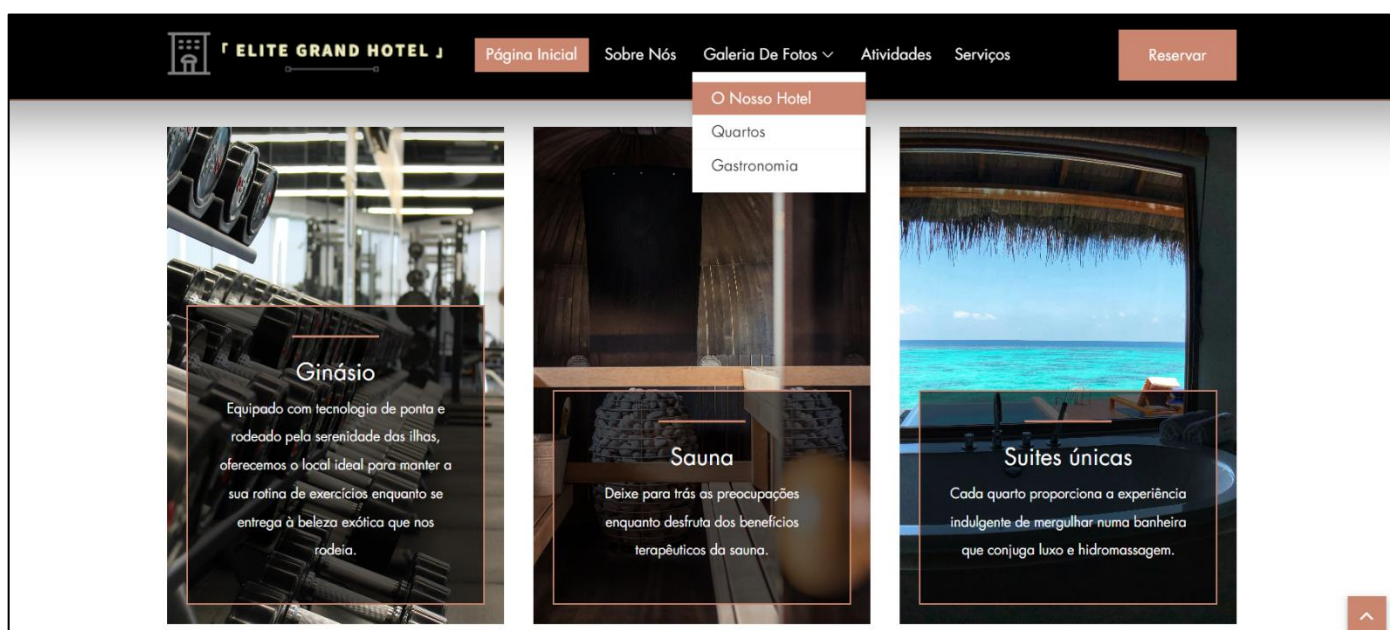 「 ELITE GRAND HOTEL 」
Página Inicial
Sobre Nós
Galeria De Fotos
Atividades
Serviços
Reservar
O Nosso Hotel
Quartos
Gastronomia
Ginásio
Equipado com tecnologia de ponta e
rodeado pela serenidade das ilhas,
oferecemos o local ideal para manter a
sua rotina de exercícios enquanto se
entrega à beleza exótica que nos
rodeia.
Sauna
Deixe para trás as preocupações
enquanto desfruta dos benefícios
terapêuticos da sauna.
Suites únicas
Cada quarto proporciona a experiência
indulgente de mergulhar numa banheira
que conjuga luxo e hidromassagem.